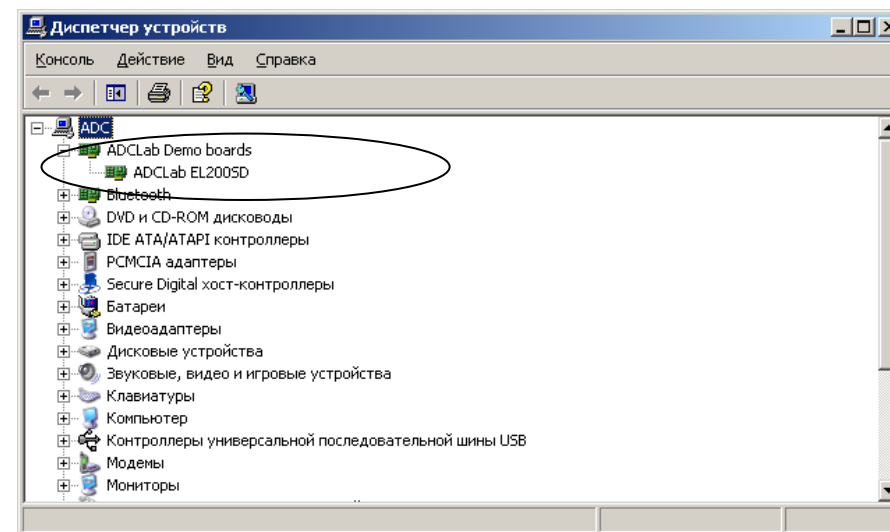 Диспетчер устройств
Консоль Действие Вид Справка
ADC
ADCLab Demo boards
ADCLab EL200SD
Bluetooth
DVD и CD-ROM дисководы
IDE ATA/ATAPI контроллеры
PCMCIA адаптеры
Secure Digital хост-контроллеры
Батареи
Видеоадаптеры
Дисковые устройства
Звуковые, видео и игровые устройства
Клавиатуры
Компьютер
Контроллеры универсальной последовательной шины USB
Модемы
Мониторы